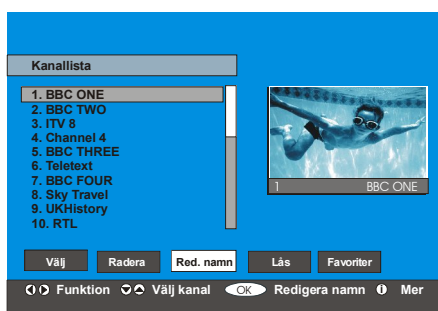 Kanallista
1. BBC ONE
2. BBC TWO
3. ITV 8
4. Channel 4
5. BBC THREE
6. Teletext
7. BBC FOUR
8. Sky Travel
9. UKHistory
10. RTL
1 BBC ONE
Välj Radera Red. namn Lås Favoriter
Funktion Välj kanal OK Redigera namn i Mer